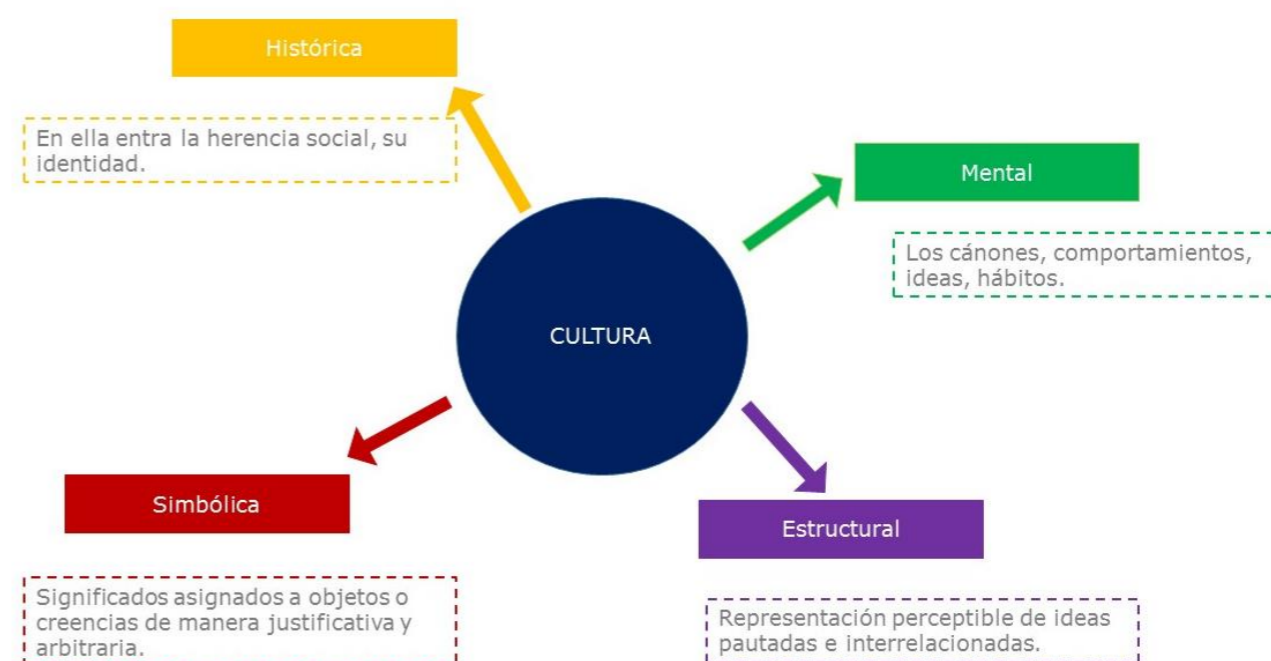 Histórica
En ella entra la herencia social, su
identidad.
Mental
Los cánones, comportamientos,
ideas, hábitos.
CULTURA
Simbólica
Significados asignados a objetos o
creencias de manera justificativa y
arbitraria.
Estructural
Representación perceptible de ideas
pautadas e interrelacionadas.